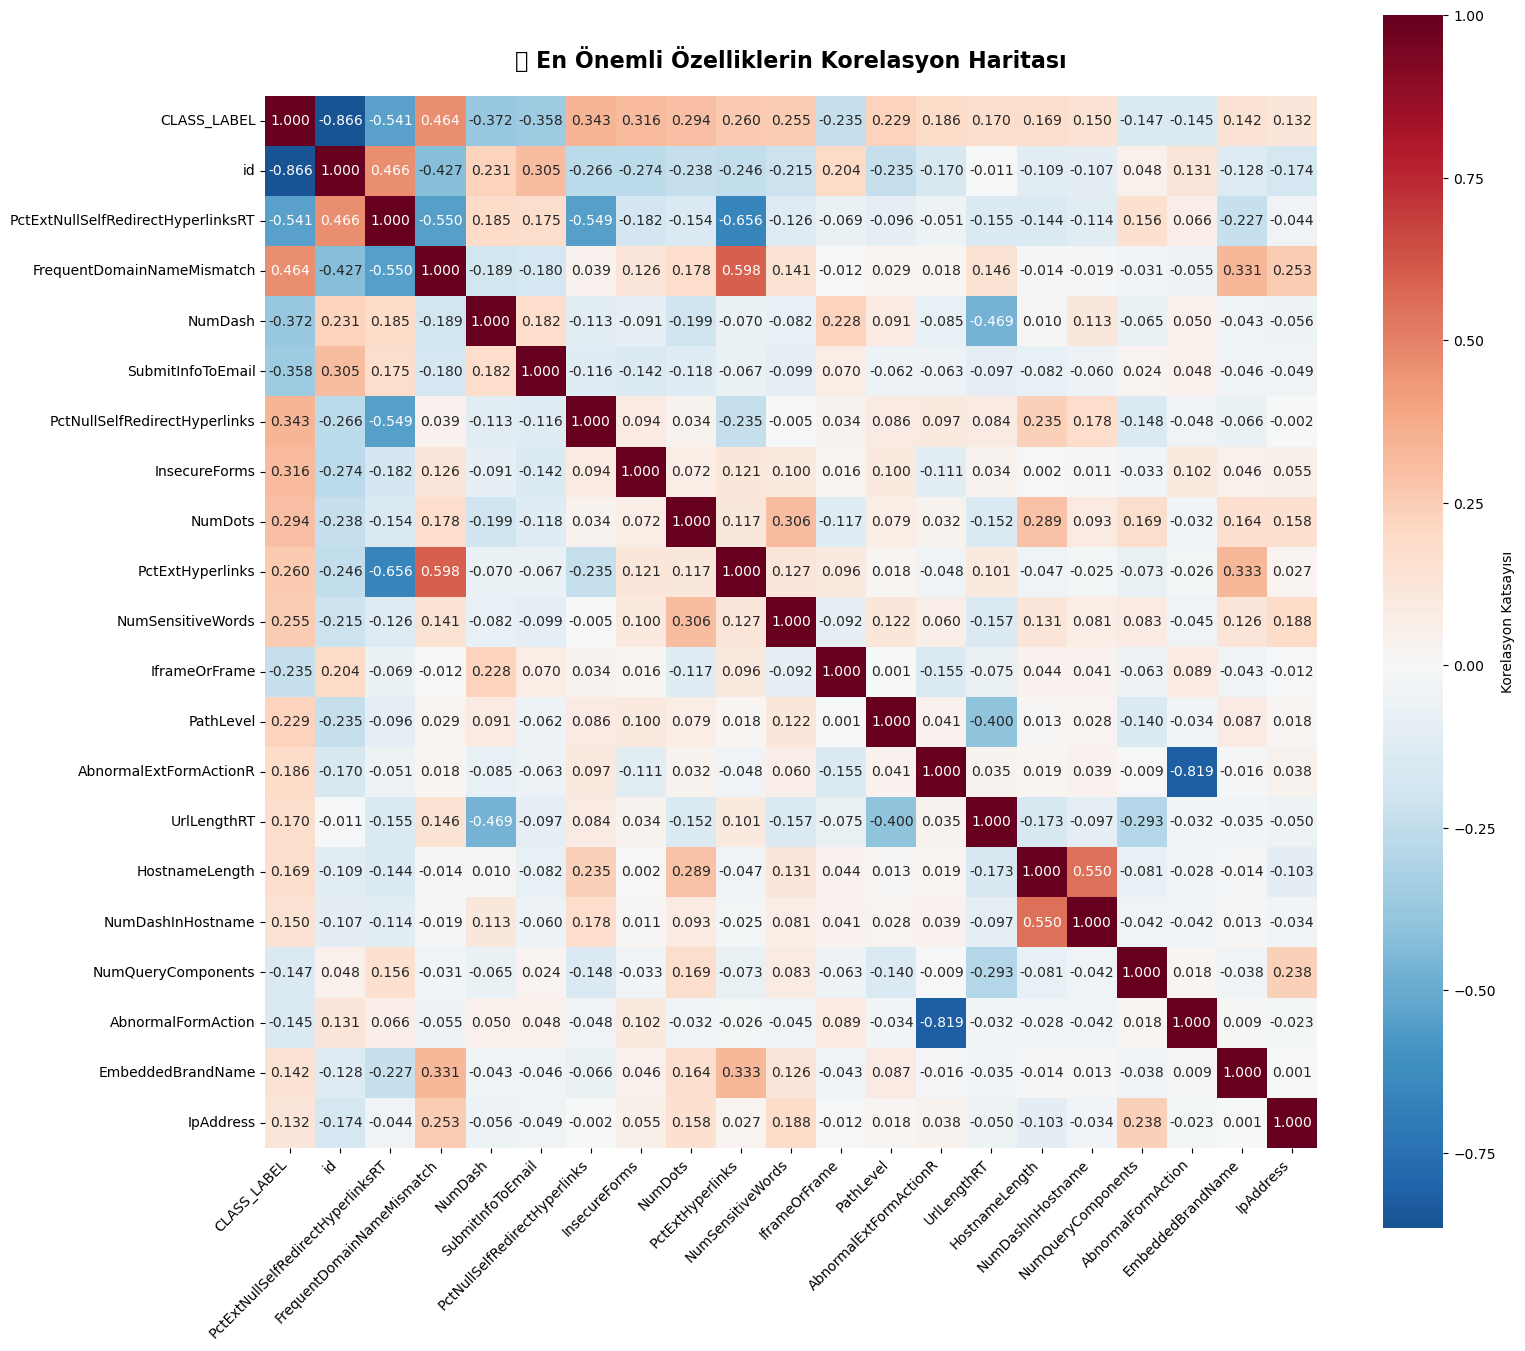 En Önemli Özelliklerin Korelasyon Haritası
CLASS_LABEL 1.000 -0.866 -0.541 0.464 -0.372 -0.358 0.343 0.316 0.294 0.260 0.255 -0.235 0.229 0.186 0.170 0.169 0.150 -0.147 -0.145 0.142 0.132
id -0.866 1.000 0.466 -0.427 0.231 0.305 -0.266 -0.274 -0.238 -0.246 -0.215 0.204 -0.235 -0.170 -0.011 -0.109 -0.107 0.048 0.131 -0.128 -0.174
PctExtNullSelfRedirectHyperlinksRT -0.541 0.466 1.000 -0.550 0.185 0.175 -0.549 -0.182 -0.154 -0.656 -0.126 -0.069 -0.096 -0.051 -0.155 -0.144 -0.114 0.156 0.066 -0.227 -0.044
FrequentDomainNameMismatch 0.464 -0.427 -0.550 1.000 -0.189 -0.180 0.039 0.126 0.178 0.598 0.141 -0.012 0.029 0.018 0.146 -0.014 -0.019 -0.031 -0.055 0.331 0.253
NumDash -0.372 0.231 0.185 -0.189 1.000 0.182 -0.113 -0.091 -0.199 -0.070 -0.082 0.228 0.091 -0.085 -0.469 0.010 0.113 -0.065 0.050 -0.043 -0.056
SubmitInfoToEmail -0.358 0.305 0.175 -0.180 0.182 1.000 -0.116 -0.142 -0.118 -0.067 -0.099 0.070 -0.062 -0.063 -0.097 -0.082 -0.060 0.024 0.048 -0.046 -0.049
PctNullSelfRedirectHyperlinks 0.343 -0.266 -0.549 0.039 -0.113 -0.116 1.000 0.094 0.034 -0.235 -0.005 0.034 0.086 0.097 0.084 0.235 0.178 -0.148 -0.048 -0.066 -0.002
InsecureForms 0.316 -0.274 -0.182 0.126 -0.091 -0.142 0.094 1.000 0.072 0.121 0.100 0.016 0.100 -0.111 0.034 0.002 0.011 -0.033 0.102 0.046 0.055
NumDots 0.294 -0.238 -0.154 0.178 -0.199 -0.118 0.034 0.072 1.000 0.117 0.306 -0.117 0.079 0.032 -0.152 0.289 0.093 0.169 -0.032 0.164 0.158
PctExtHyperlinks 0.260 -0.246 -0.656 0.598 -0.070 -0.067 -0.235 0.121 0.117 1.000 0.127 0.096 0.018 -0.048 0.101 -0.047 -0.025 -0.073 -0.026 0.333 0.027
NumSensitiveWords 0.255 -0.215 -0.126 0.141 -0.082 -0.099 -0.005 0.100 0.306 0.127 1.000 -0.092 0.122 0.060 -0.157 0.131 0.081 0.083 -0.045 0.126 0.188
IframeOrFrame -0.235 0.204 -0.069 -0.012 0.228 0.070 0.034 0.016 -0.117 0.096 -0.092 1.000 0.001 -0.155 -0.075 0.044 0.041 -0.063 0.089 -0.043 -0.012
PathLevel 0.229 -0.235 -0.096 0.029 0.091 -0.062 0.086 0.100 0.079 0.018 0.122 0.001 1.000 0.041 -0.400 0.013 0.028 -0.140 -0.034 0.087 0.018
AbnormalExtFormActionR 0.186 -0.170 -0.051 0.018 -0.085 -0.063 0.097 -0.111 0.032 -0.048 0.060 -0.155 0.041 1.000 0.035 0.019 0.039 -0.009 -0.819 -0.016 0.038
UrlLengthRT 0.170 -0.011 -0.155 0.146 -0.469 -0.097 0.084 0.034 -0.152 0.101 -0.157 -0.075 -0.400 0.035 1.000 -0.173 -0.097 -0.293 -0.032 -0.035 -0.050
HostnameLength 0.169 -0.109 -0.144 -0.014 0.010 -0.082 0.235 0.002 0.289 -0.047 0.131 0.044 0.013 0.019 -0.173 1.000 0.550 -0.081 -0.028 -0.014 -0.103
NumDashInHostname 0.150 -0.107 -0.114 -0.019 0.113 -0.060 0.178 0.011 0.093 -0.025 0.081 0.041 0.028 0.039 -0.097 0.550 1.000 -0.042 -0.042 0.013 -0.034
NumQueryComponents -0.147 0.048 0.156 -0.031 -0.065 0.024 -0.148 -0.033 0.169 -0.073 0.083 -0.063 -0.140 -0.009 -0.293 -0.081 -0.042 1.000 0.018 -0.038 0.238
AbnormalFormAction -0.145 0.131 0.066 -0.055 0.050 0.048 -0.048 0.102 -0.032 -0.026 -0.045 0.089 -0.034 -0.819 -0.032 -0.028 -0.042 0.018 1.000 0.009 -0.023
EmbeddedBrandName 0.142 -0.128 -0.227 0.331 -0.043 -0.046 -0.066 0.046 0.164 0.333 0.126 -0.043 0.087 -0.016 -0.035 -0.014 0.013 -0.038 0.009 1.000 0.001
IpAddress 0.132 -0.174 -0.044 0.253 -0.056 -0.049 -0.002 0.055 0.158 0.027 0.188 -0.012 0.018 0.038 -0.050 -0.103 -0.034 0.238 -0.023 0.001 1.000
CLASS_LABEL
id
PctExtNullSelfRedirectHyperlinksRT
FrequentDomainNameMismatch
NumDash
SubmitInfoToEmail
PctNullSelfRedirectHyperlinks
InsecureForms
NumDots
PctExtHyperlinks
NumSensitiveWords
IframeOrFrame
PathLevel
AbnormalExtFormActionR
UrlLengthRT
HostnameLength
NumDashInHostname
NumQueryComponents
AbnormalFormAction
EmbeddedBrandName
IpAddress
1.00
0.75
0.50
0.25
0.00
−0.25
−0.50
−0.75
Korelasyon Katsayısı